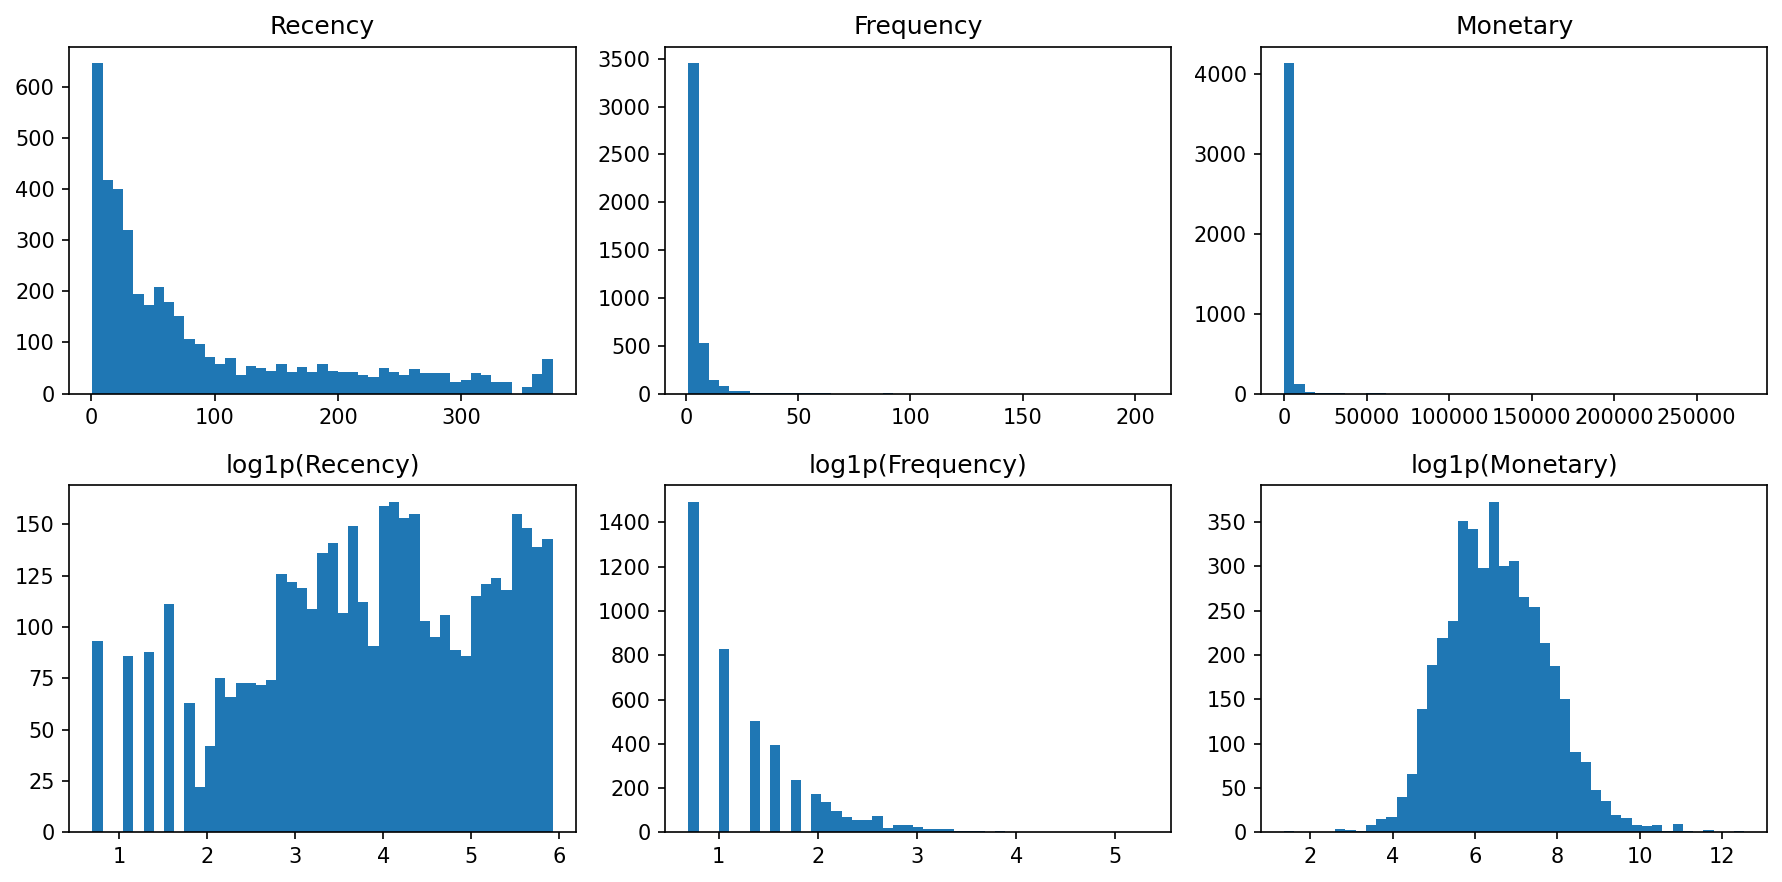 Recency Frequency Monetary
600 3500 4000
500 3000
400 2500 3000
300 2000
200 1500 2000
100 1000 1000
0 500 0
0
0 100 200 300 0 50 100 150 200 0 50000 100000 150000 200000 250000
log1p(Recency) log1p(Frequency) log1p(Monetary)
150 1400 350
125 1200 300
100 1000 250
75 800 200
50 600 150
25 400 100
0 200 50
0 0
1 2 3 4 5 6 1 2 3 4 5 2 4 6 8 10 12